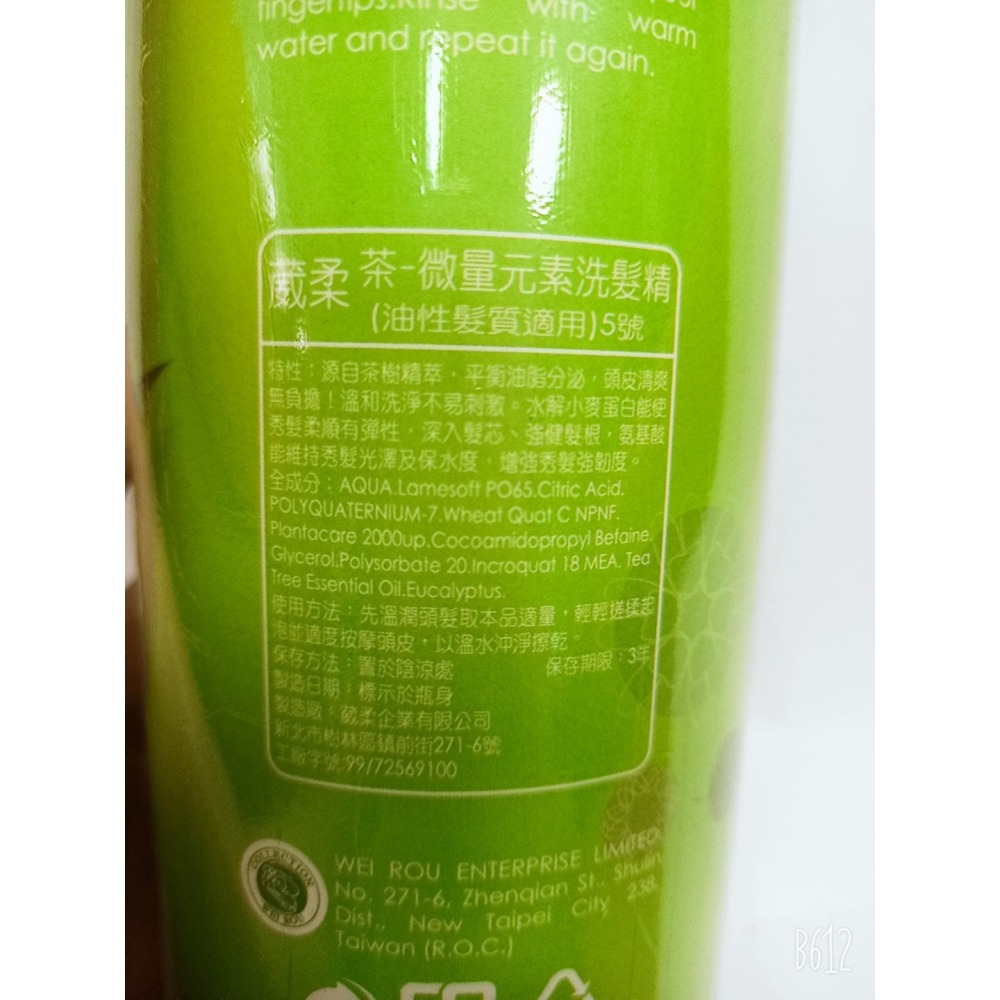 fingertips.Rinse with warm
water and repeat it again.
葳柔 茶-微量元素洗髮精
(油性髮質適用)5號
特性：源自茶樹精萃，平衡油脂分泌，頭皮清爽
無負擔！溫和洗淨不易刺激。水解小麥蛋白能使
秀髮柔順有彈性，深入髮芯、強健髮根，氨基酸
能維持秀髮光澤及保水度，增強秀髮強韌度。
全成分：AQUA.Lamesoft PO65.Citric Acid.
POLYQUATERNIUM-7.Wheat Quat C NPNF.
Plantacare 2000up.Cocoamidopropyl Betaine.
Glycerol.Polysorbate 20.Incroquat 18 MEA. Tea
Tree Essential Oil.Eucalyptus.
使用方法：先溫潤頭髮取本品適量，輕輕搓揉起
泡並適度按摩頭皮，以溫水沖淨擦乾。
保存方法：置於陰涼處 保存期限：3年
製造日期：標示於瓶身
製造廠：葳柔企業有限公司
新北市樹林區鎮前街271-6號
工廠字號:99/72569100
COLLECTION
WEI ROU
WEI ROU ENTERPRISE LIMITED
No. 271-6, Zhenqian St., Shulin
Dist., New Taipei City 238,
Taiwan (R.O.C.)
B612